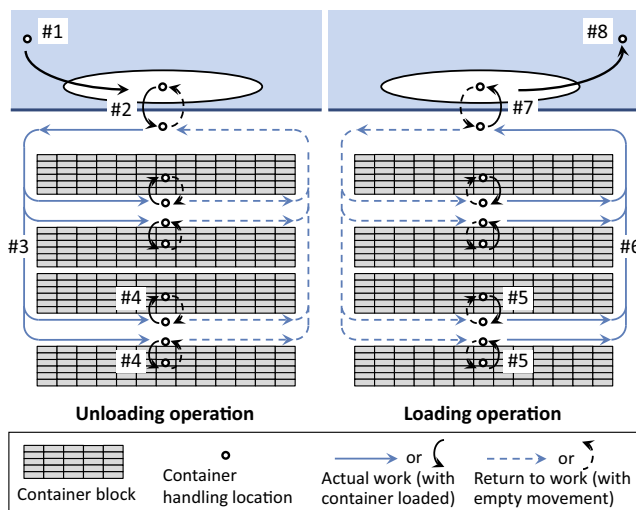 #1
#8
#2
#7
#3
#6
#4
#5
#4
#5
Unloading operation
Loading operation
Container block
Container
handling location
or
Actual work (with
container loaded)
or
Return to work (with
empty movement)